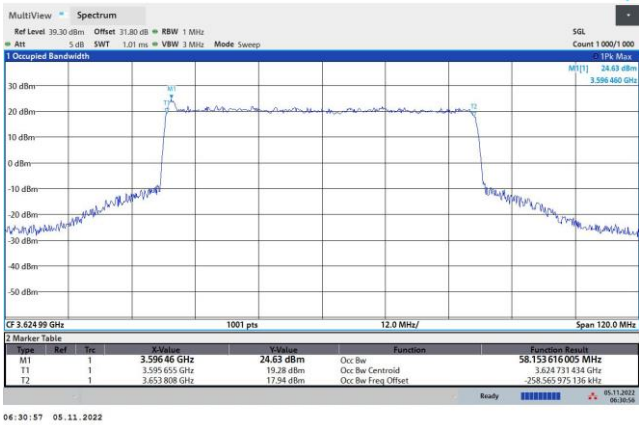 MultiView Spectrum
Ref Level 39.30 dBm Offset 31.80 dB RBW 1 MHz SGL
Att 5 dB SWT 1.01 ms VBW 3 MHz Mode Sweep Count 1 000/1 000
1 Occupied Bandwidth 1Pk Max
M1[1] 24.63 dBm
3.596 460 GHz
30 dBm
M1
T1
T2
20 dBm
10 dBm
0 dBm
-10 dBm
-20 dBm
-30 dBm
-40 dBm
-50 dBm
CF 3.624 99 GHz 1001 pts 12.0 MHz/ Span 120.0 MHz
2 Marker Table
Type Ref Trc X-Value Y-Value Function Function Result
M1 1 3.596 46 GHz 24.63 dBm Occ Bw 58.153 616 005 MHz
T1 1 3.595 655 GHz 19.28 dBm Occ Bw Centroid 3.624 731 434 GHz
T2 1 3.653 808 GHz 17.94 dBm Occ Bw Freq Offset -258.565 975 136 kHz
Ready 05.11.2022
06:30:56
06:30:57 05.11.2022